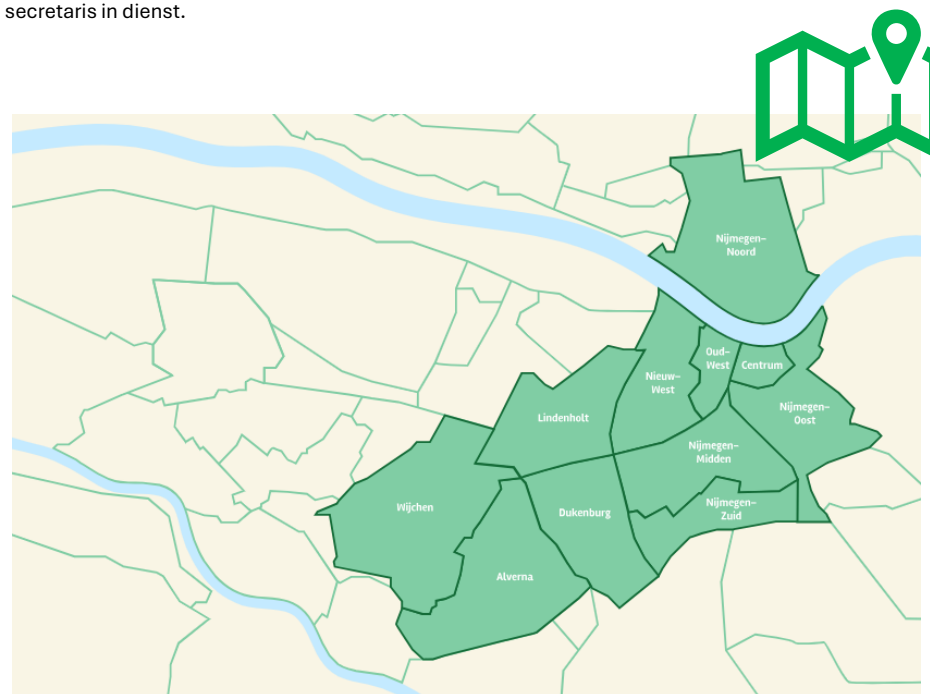 secretaris in dienst.
Nijmegen-
Noord
Oud-
West
Centrum
Nieuw-
West
Nijmegen-
Oost
Lindenholt
Nijmegen-
Midden
Wijchen
Dukenburg
Nijmegen-
Zuid
Alverna